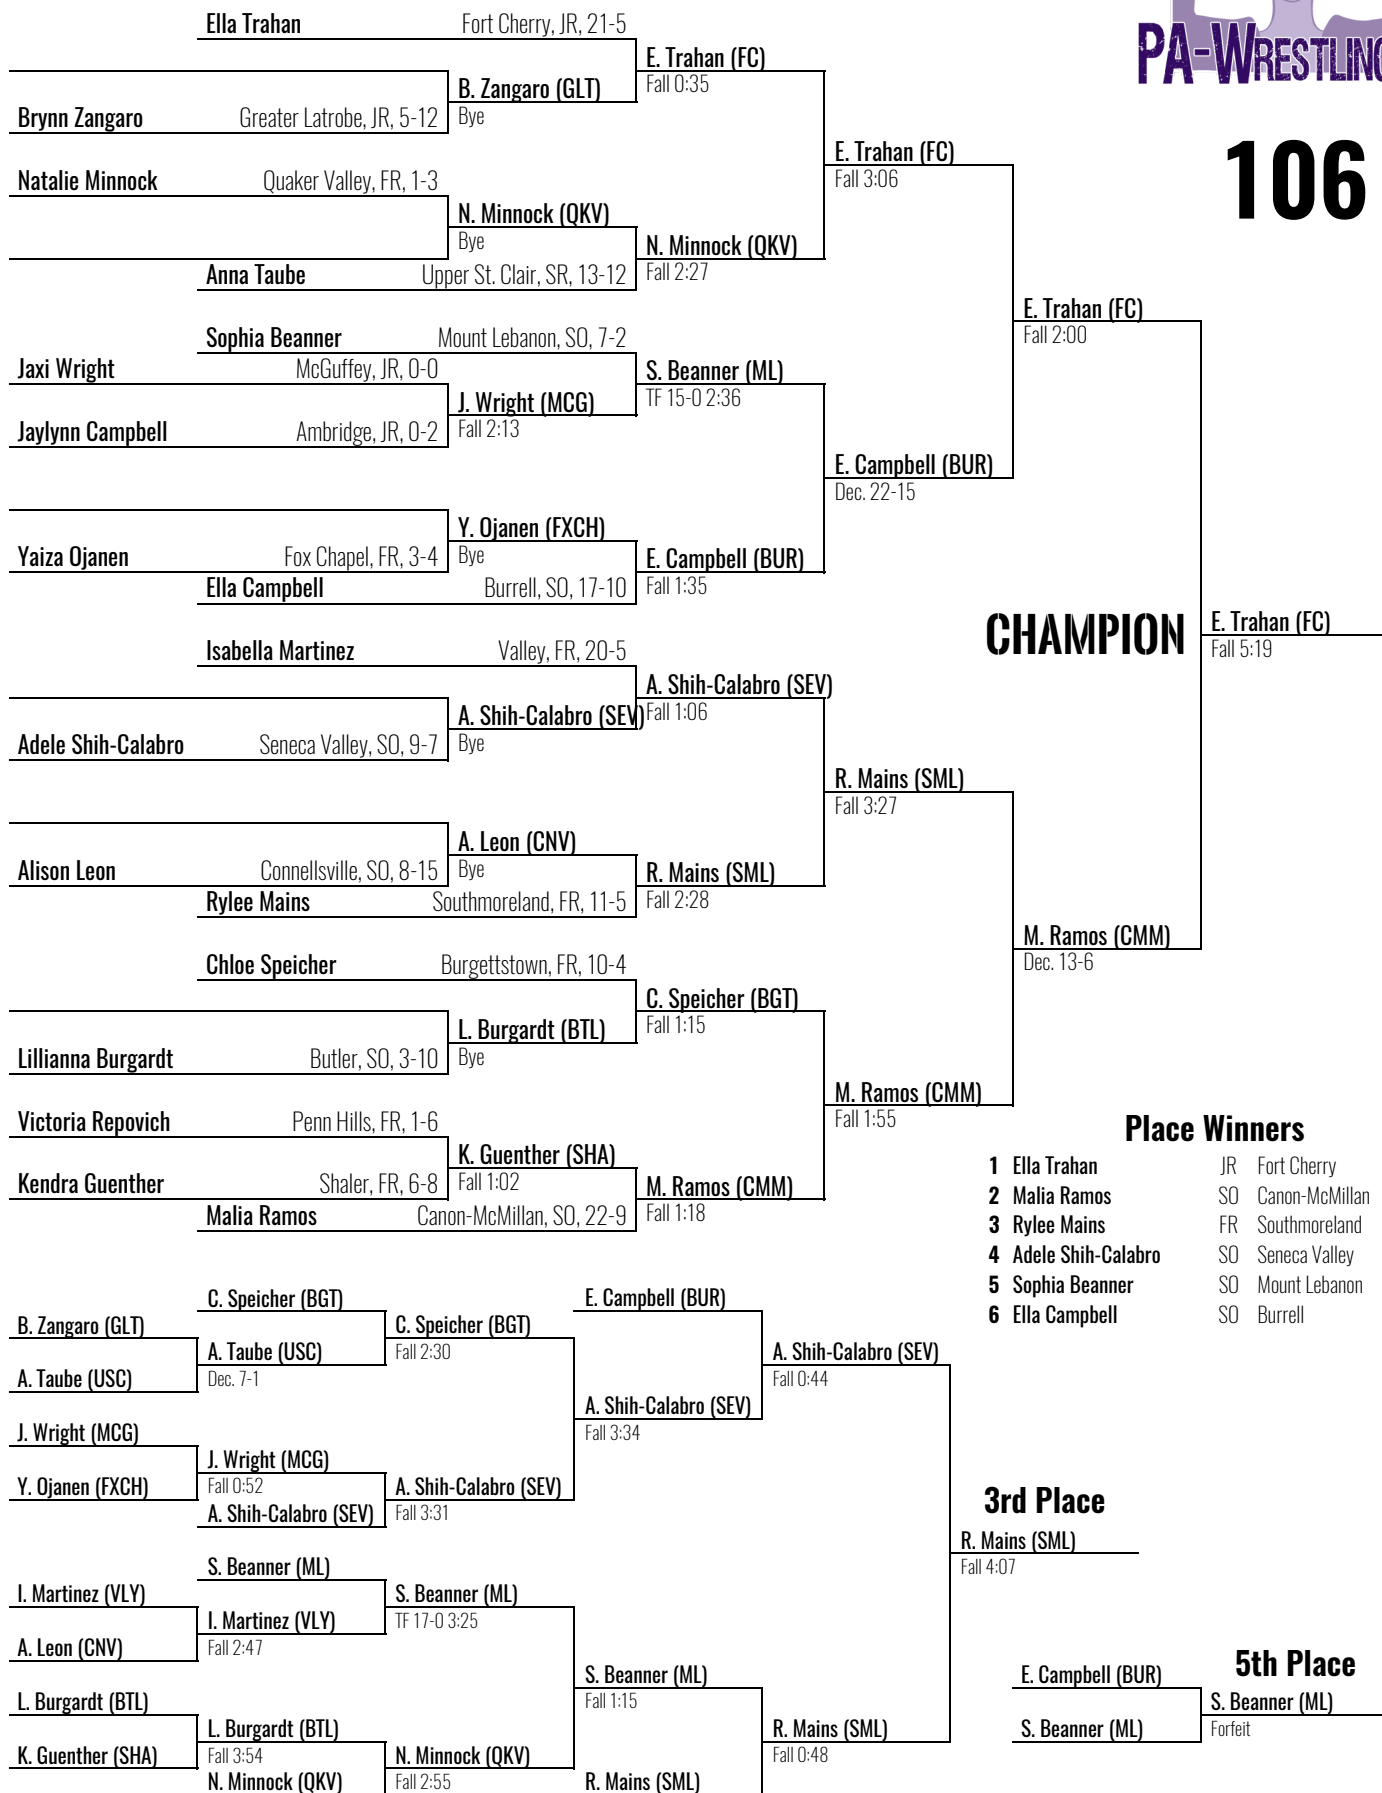 Ella Trahan Fort Cherry, JR, 21-5
PA-WRESTLING
E. Trahan (FC)
Fall 0:35
B. Zangaro (GLT)
Bye
Brynn Zangaro Greater Latrobe, JR, 5-12
106
E. Trahan (FC)
Fall 3:06
Natalie Minnock Quaker Valley, FR, 1-3
N. Minnock (QKV)
Bye
N. Minnock (QKV)
Fall 2:27
Anna Taube Upper St. Clair, SR, 13-12
E. Trahan (FC)
Fall 2:00
Sophia Beanner Mount Lebanon, SO, 7-2
Jaxi Wright McGuffey, JR, 0-0
S. Beanner (ML)
TF 15-0 2:36
J. Wright (MCG)
Fall 2:13
Jaylynn Campbell Ambridge, JR, 0-2
E. Campbell (BUR)
Dec. 22-15
Y. Ojanen (FXCH)
Bye
Yaiza Ojanen Fox Chapel, FR, 3-4
E. Campbell (BUR)
Fall 1:35
Ella Campbell Burrell, SO, 17-10
CHAMPION
E. Trahan (FC)
Fall 5:19
Isabella Martinez Valley, FR, 20-5
A. Shih-Calabro (SEV)
Fall 1:06
A. Shih-Calabro (SEV)
Bye
Adele Shih-Calabro Seneca Valley, SO, 9-7
R. Mains (SML)
Fall 3:27
A. Leon (CNV)
Bye
Alison Leon Connellsville, SO, 8-15
R. Mains (SML)
Fall 2:28
Rylee Mains Southmoreland, FR, 11-5
M. Ramos (CMM)
Dec. 13-6
Chloe Speicher Burgettstown, FR, 10-4
C. Speicher (BGT)
Fall 1:15
L. Burgardt (BTL)
Bye
Lillianna Burgardt Butler, SO, 3-10
M. Ramos (CMM)
Fall 1:55
Victoria Repovich Penn Hills, FR, 1-6
K. Guenther (SHA)
Fall 1:02
Kendra Guenther Shaler, FR, 6-8
M. Ramos (CMM)
Fall 1:18
Malia Ramos Canon-McMillan, SO, 22-9
Place Winners
1 Ella Trahan JR Fort Cherry
2 Malia Ramos SO Canon-McMillan
3 Rylee Mains FR Southmoreland
4 Adele Shih-Calabro SO Seneca Valley
5 Sophia Beanner SO Mount Lebanon
6 Ella Campbell SO Burrell
C. Speicher (BGT)
E. Campbell (BUR)
B. Zangaro (GLT)
C. Speicher (BGT)
Fall 2:30
A. Taube (USC)
Dec. 7-1
A. Shih-Calabro (SEV)
Fall 0:44
A. Taube (USC)
A. Shih-Calabro (SEV)
Fall 3:34
J. Wright (MCG)
J. Wright (MCG)
Fall 0:52
Y. Ojanen (FXCH)
A. Shih-Calabro (SEV)
Fall 3:31
A. Shih-Calabro (SEV)
3rd Place
R. Mains (SML)
Fall 4:07
S. Beanner (ML)
I. Martinez (VLY)
S. Beanner (ML)
TF 17-0 3:25
I. Martinez (VLY)
Fall 2:47
A. Leon (CNV)
S. Beanner (ML)
Fall 1:15
E. Campbell (BUR)
5th Place
S. Beanner (ML)
Forfeit
S. Beanner (ML)
L. Burgardt (BTL)
L. Burgardt (BTL)
Fall 3:54
R. Mains (SML)
Fall 0:48
K. Guenther (SHA)
N. Minnock (QKV)
Fall 2:55
N. Minnock (QKV)
R. Mains (SML)